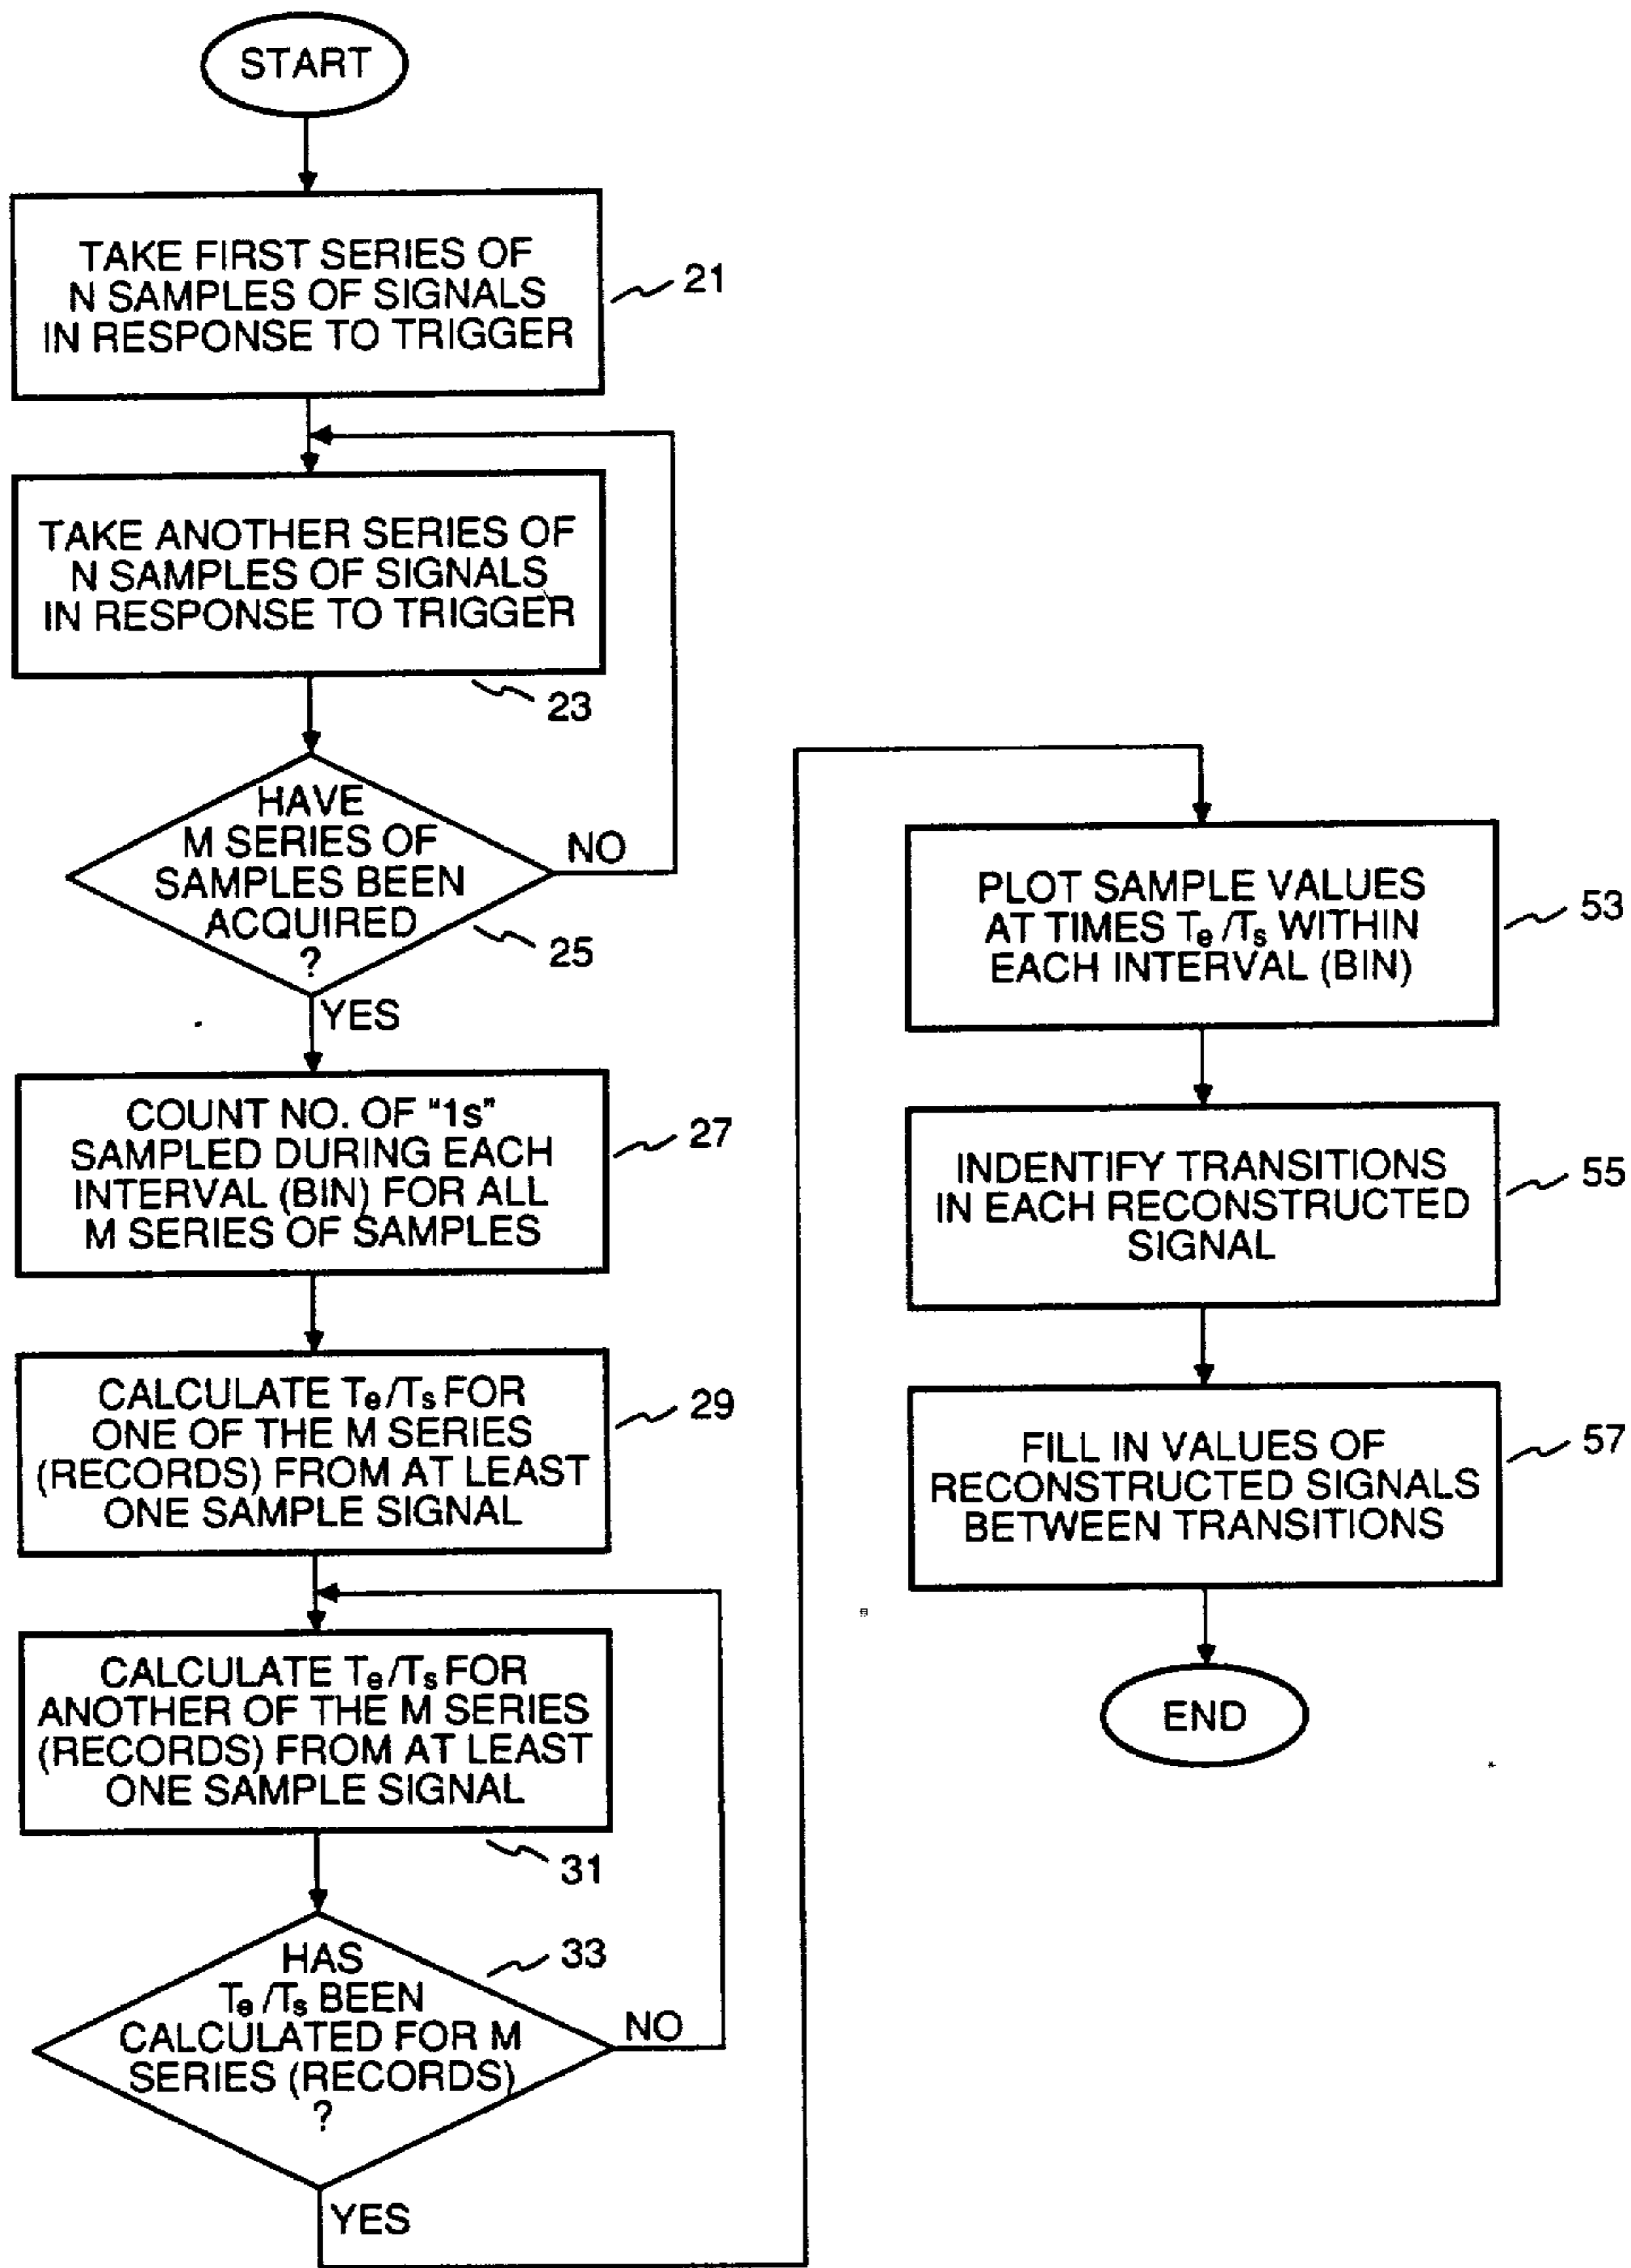 START
TAKE FIRST SERIES OF
N SAMPLES OF SIGNALS
IN RESPONSE TO TRIGGER
21
TAKE ANOTHER SERIES OF
N SAMPLES OF SIGNALS
IN RESPONSE TO TRIGGER
23
HAVE
M SERIES OF
SAMPLES BEEN
ACQUIRED
?
NO
25
YES
COUNT NO. OF "1s"
SAMPLED DURING EACH
INTERVAL (BIN) FOR ALL
M SERIES OF SAMPLES
27
CALCULATE Te/Ts FOR
ONE OF THE M SERIES
(RECORDS) FROM AT LEAST
ONE SAMPLE SIGNAL
29
CALCULATE Te/Ts FOR
ANOTHER OF THE M SERIES
(RECORDS) FROM AT LEAST
ONE SAMPLE SIGNAL
31
HAS
Te/Ts BEEN
CALCULATED FOR M
SERIES (RECORDS)
?
33
NO
YES
PLOT SAMPLE VALUES
AT TIMES Te/Ts WITHIN
EACH INTERVAL (BIN)
53
INDENTIFY TRANSITIONS
IN EACH RECONSTRUCTED
SIGNAL
55
FILL IN VALUES OF
RECONSTRUCTED SIGNALS
BETWEEN TRANSITIONS
57
END